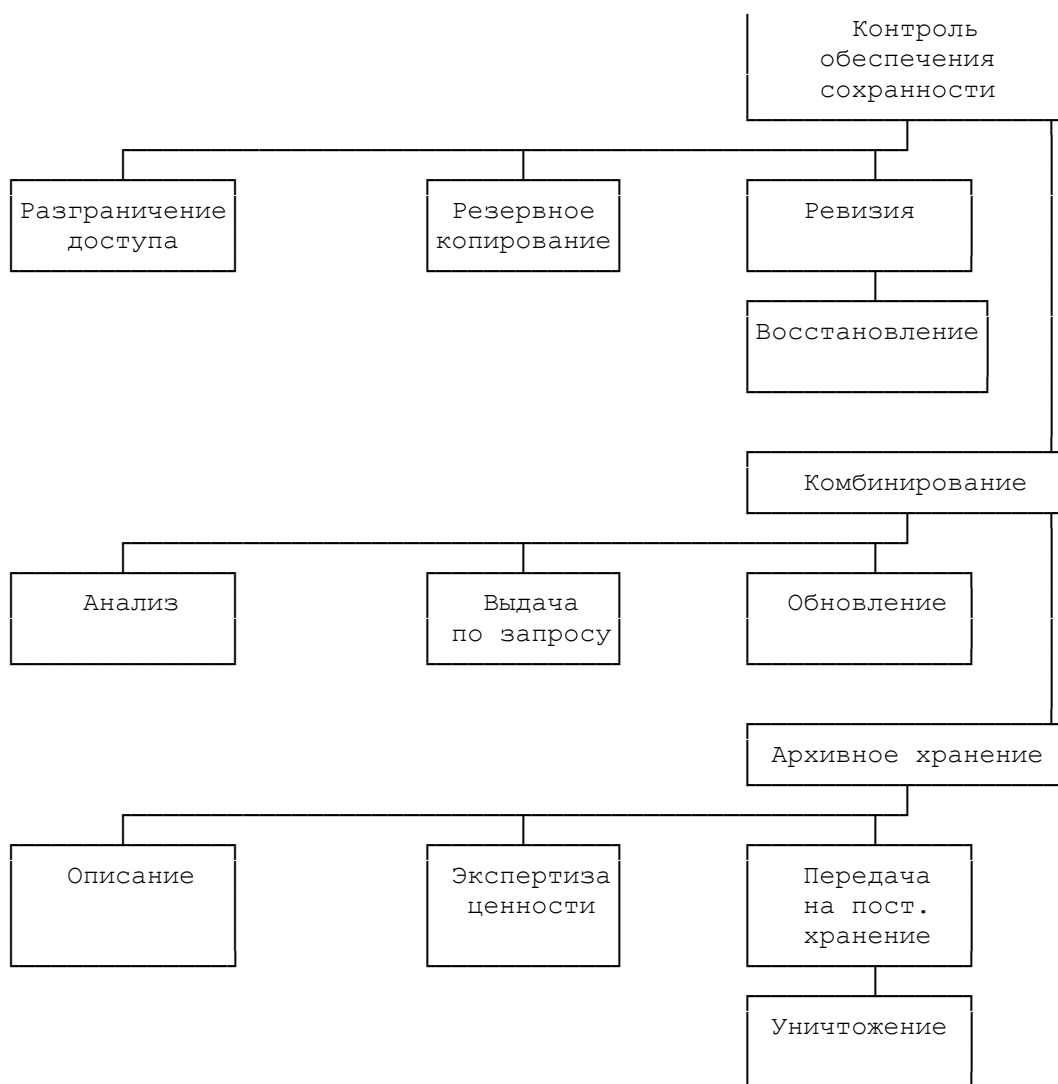 Контроль
обеспечения
сохранности
Разграничение
доступа
Резервное
копирование
Ревизия
Восстановление
Комбинирование
Анализ
Выдача
по запросу
Обновление
Архивное хранение
Описание
Экспертиза
ценности
Передача
на пост.
хранение
Уничтожение